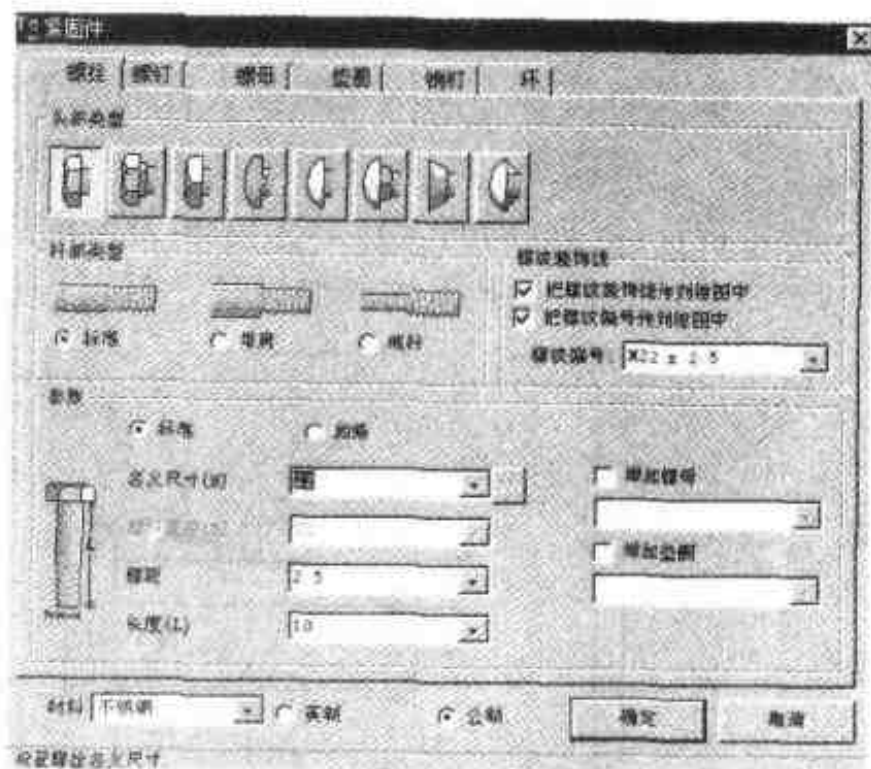 紧固件
螺栓 螺钉 螺母 垫圈 铆钉 环
头部类型
杆部类型
螺纹装饰线
把螺纹装饰线传到绘图中
把螺纹编号传到绘图中
标准
螺纹编号: M22 x 2.5
参数
标准
名义尺寸(M)
增加螺母
增加垫圈
螺距 2.5
长度(L) 10
材料 不锈钢 英制 公制 确定 取消
设置螺栓名义尺寸